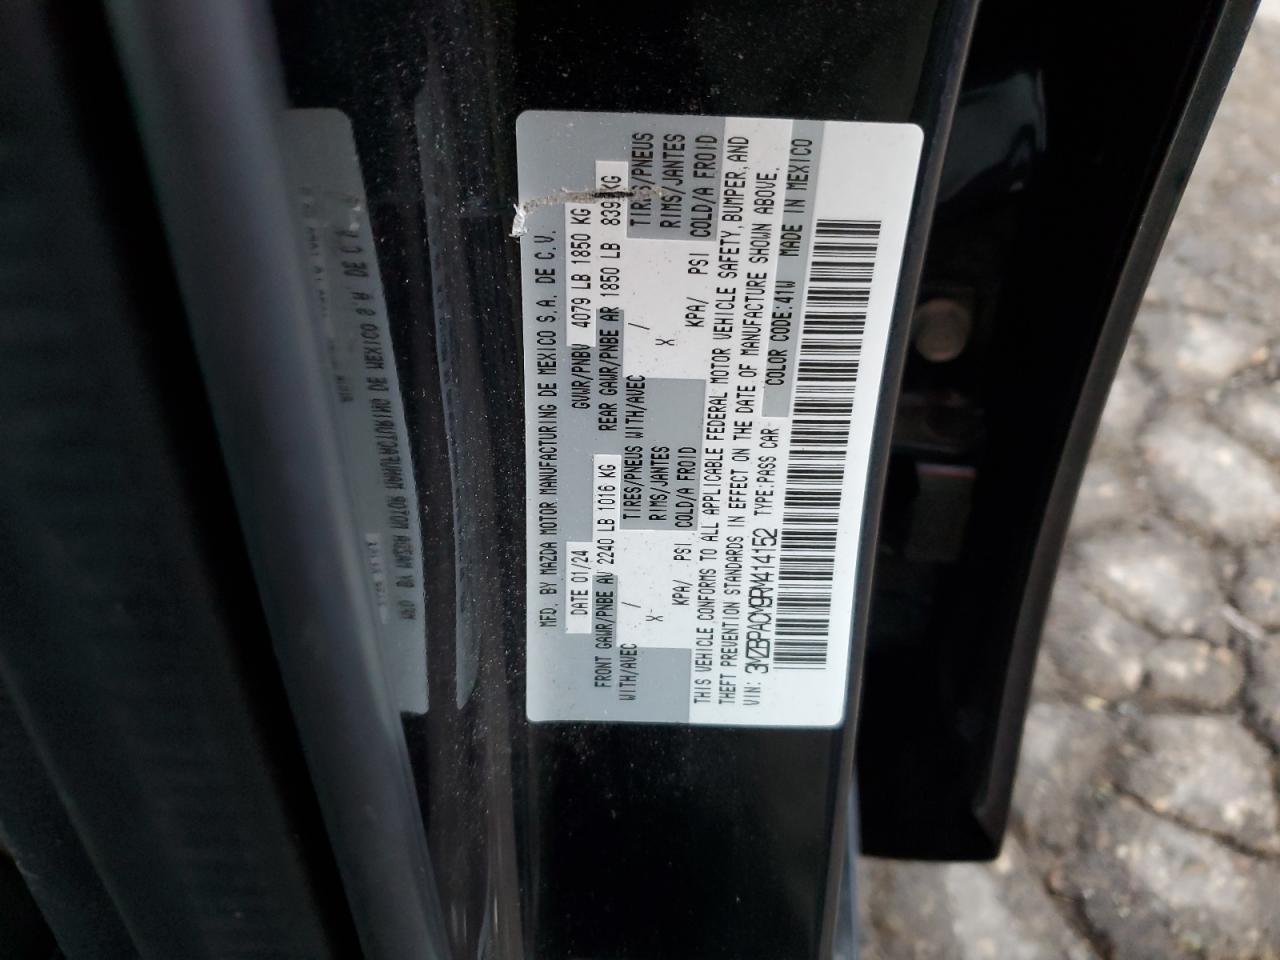 MFD. BY MAZDA MOTOR MANUFACTURING DE MEXICO S.A. DE C.V.
DATE 01/24 GVWR/PNBV 4079 LB 1850 KG
FRONT GAWR/PNBE AV 2240 LB 1016 KG REAR GAWR/PNBE AR 1850 LB 839 KG
WITH/AVEC / TIRES/PNEUS WITH/AVEC / TIRES/PNEUS
X RIMS/JANTES X RIMS/JANTES
KPA/ PSI COLD/A FROID KPA/ PSI COLD/A FROID
THIS VEHICLE CONFORMS TO ALL APPLICABLE FEDERAL MOTOR VEHICLE SAFETY, BUMPER, AND
THEFT PREVENTION STANDARDS IN EFFECT ON THE DATE OF MANUFACTURE SHOWN ABOVE.
VIN: 3MZBPACM9RM414152 TYPE:PASS CAR COLOR CODE:41W MADE IN MEXICO